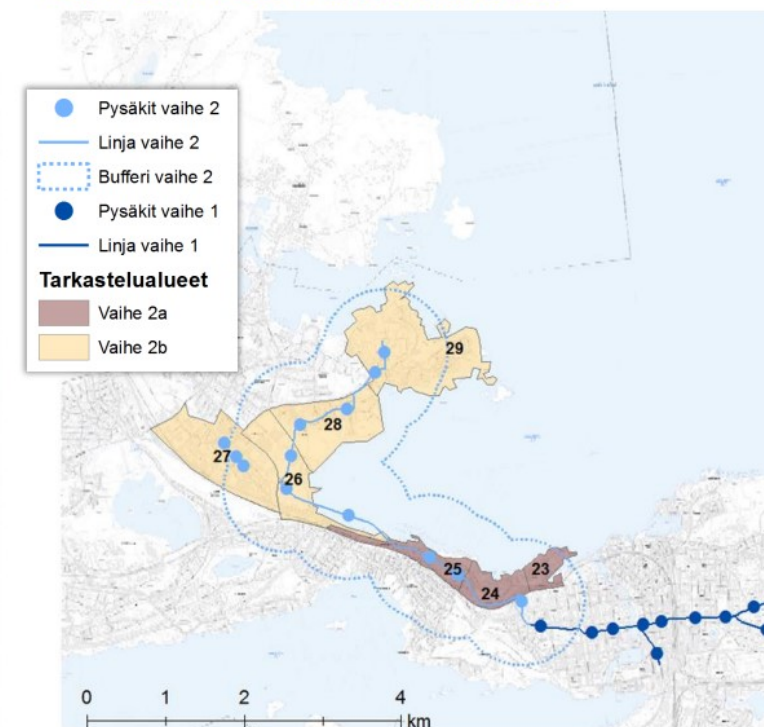 Pysäkit vaihe 2
Linja vaihe 2
Bufferi vaihe 2
Pysäkit vaihe 1
Linja vaihe 1
Tarkastelualueet
Vaihe 2a
Vaihe 2b
29
28
27
26
25
23
24
0 1 2 4
km